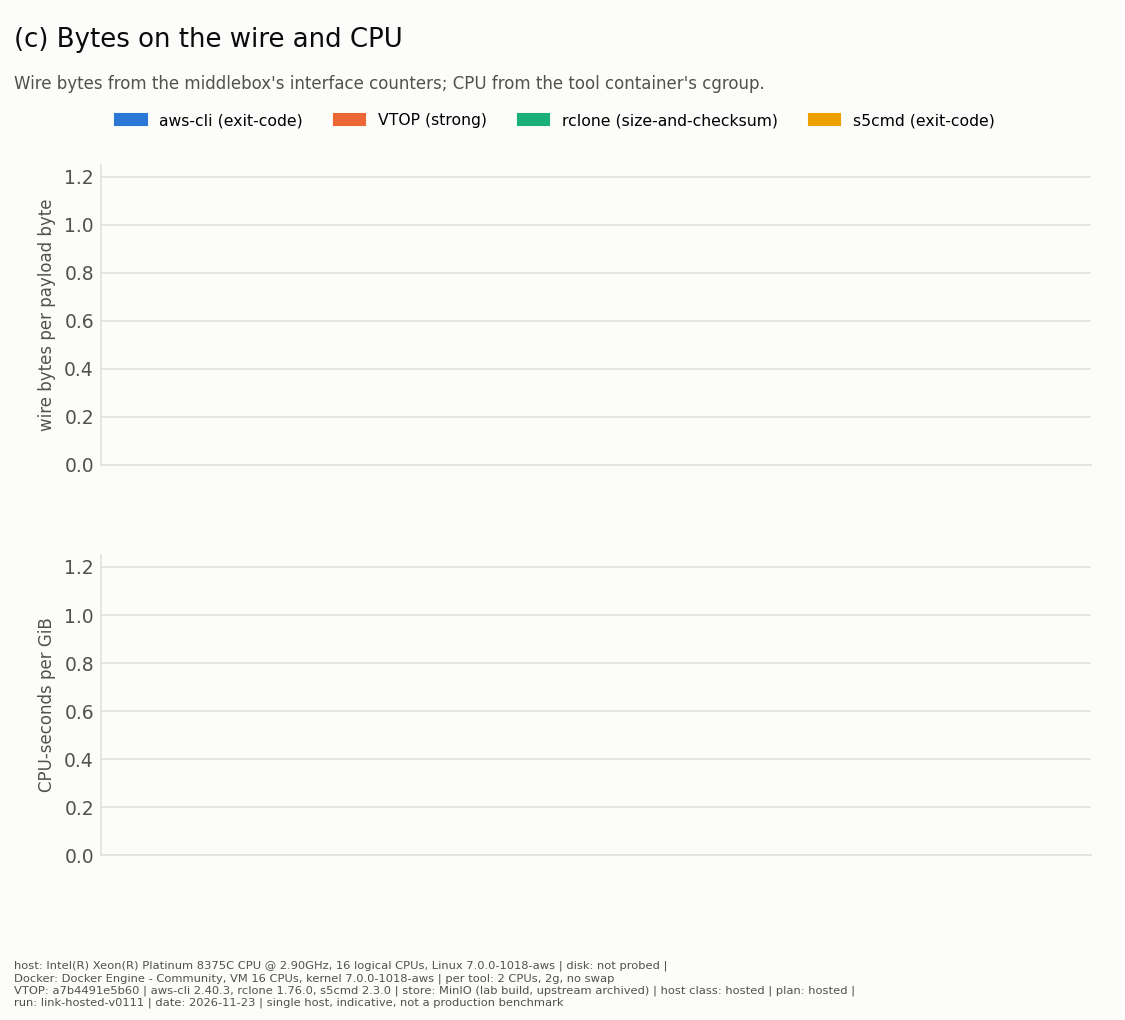 (c) Bytes on the wire and CPU
Wire bytes from the middlebox's interface counters; CPU from the tool container's cgroup.
aws-cli (exit-code) VTOP (strong) rclone (size-and-checksum) s5cmd (exit-code)
wire bytes per payload byte
1.2
1.0
0.8
0.6
0.4
0.2
0.0
CPU-seconds per GiB
1.2
1.0
0.8
0.6
0.4
0.2
0.0
host: Intel(R) Xeon(R) Platinum 8375C CPU @ 2.90GHz, 16 logical CPUs, Linux 7.0.0-1018-aws | disk: not probed |
Docker: Docker Engine - Community, VM 16 CPUs, kernel 7.0.0-1018-aws | per tool: 2 CPUs, 2g, no swap
VTOP: a7b4491e5b60 | aws-cli 2.40.3, rclone 1.76.0, s5cmd 2.3.0 | store: MinIO (lab build, upstream archived) | host class: hosted | plan: hosted |
run: link-hosted-v0111 | date: 2026-11-23 | single host, indicative, not a production benchmark